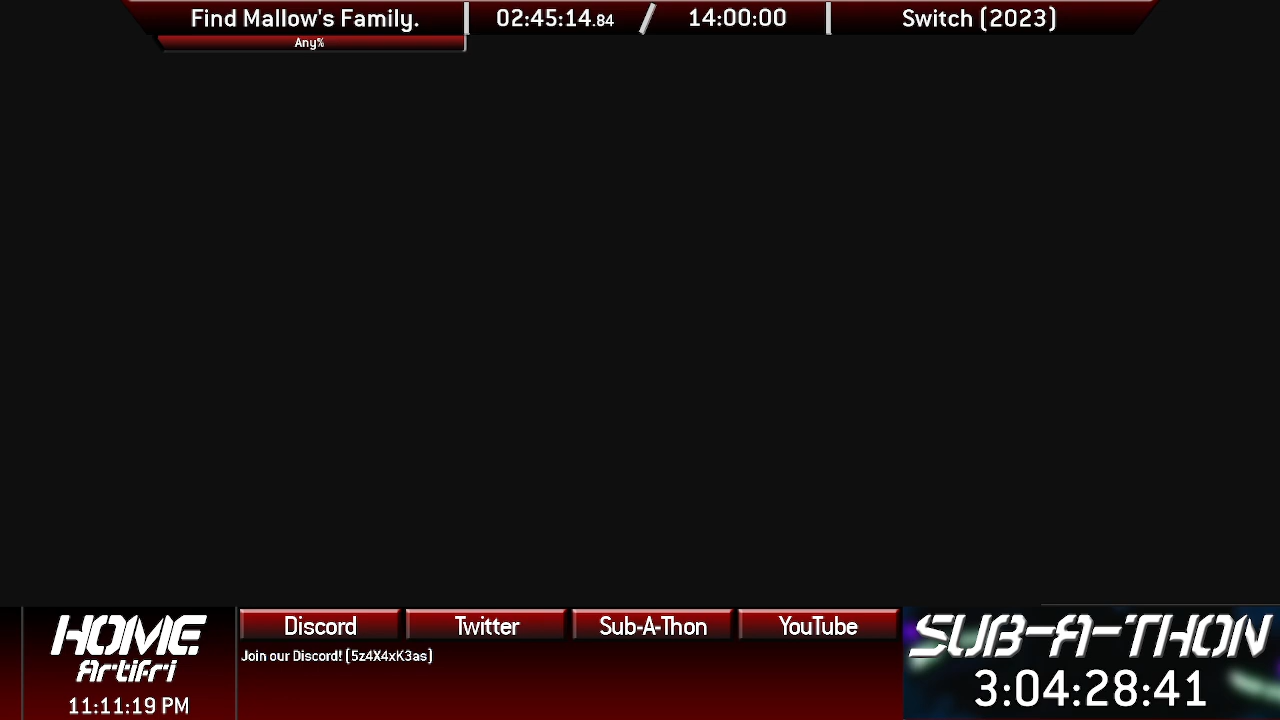 Find Mallow's Family.
02:45:14.84 / 14:00:00
Switch (2023)
Any%
HOME
Artifri
11:11:19 PM
Discord
Twitter
Sub-A-Thon
YouTube
Join our Discord! (5z4X4xK3as)
SUB-A-THON
3:04:28:41